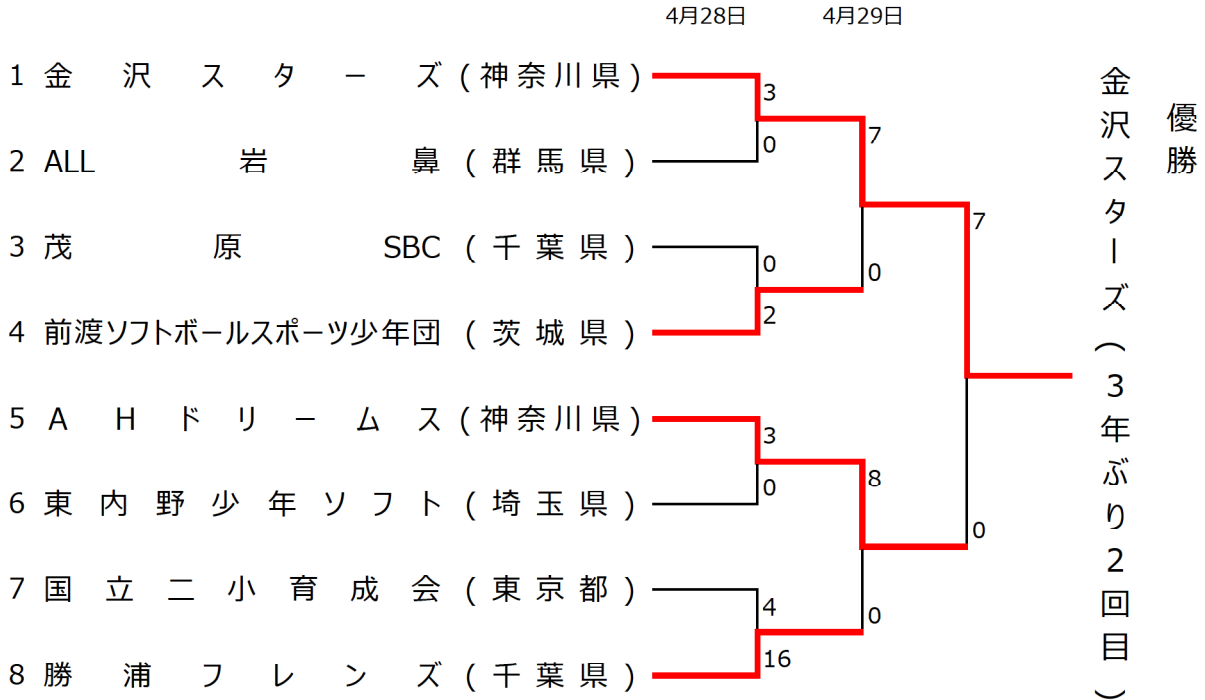 4月28日 4月29日
1 金沢スターズ(神奈川県)
3
7
0
2 ALL岩鼻(群馬県)
7
3 茂原SBC(千葉県)
0
0
2
4 前渡ソフトボールスポーツ少年団(茨城県)
5 AHドリームス(神奈川県)
3
8
0
6 東内野少年ソフト(埼玉県)
0
7 国立二小育成会(東京都)
4
0
16
8 勝浦フレンズ(千葉県)
優勝
金沢スターズ(3年ぶり2回目)